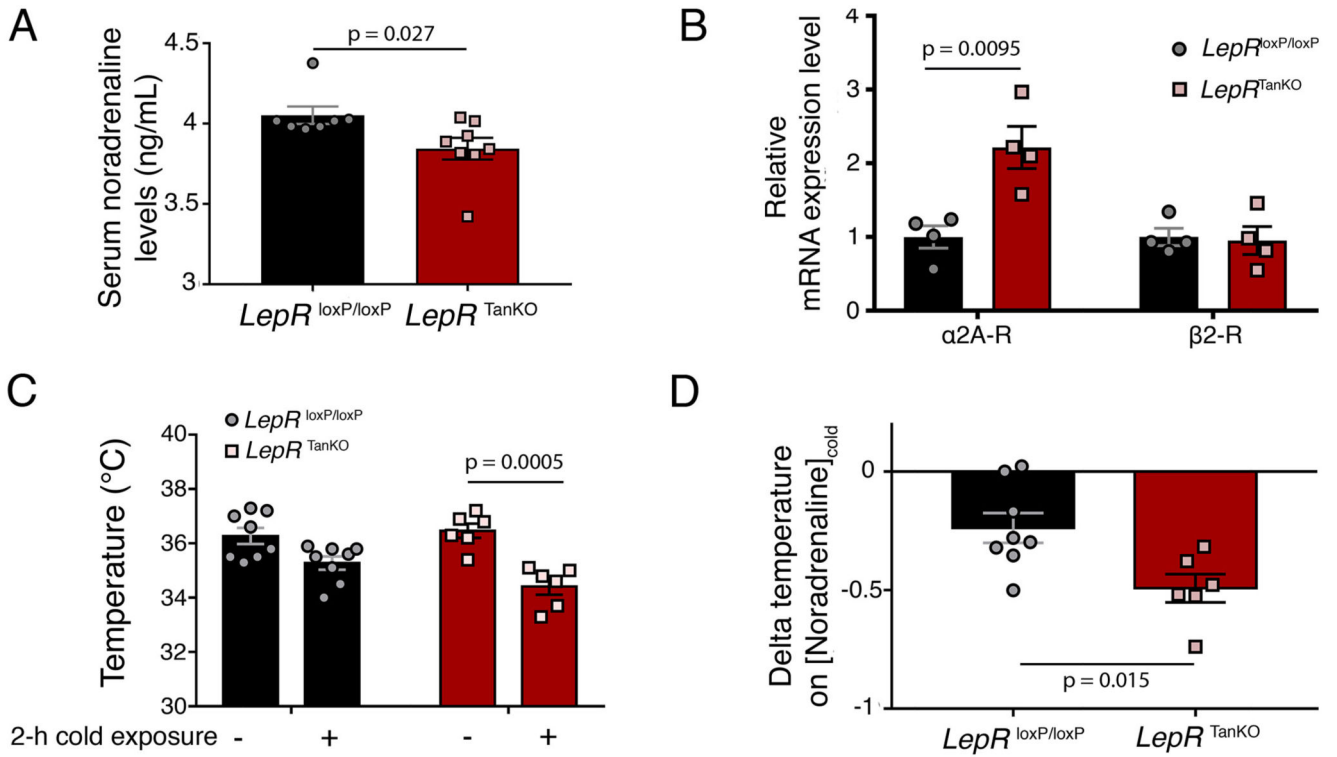 A
Serum noradrenaline
levels (ng/mL)
4.5
4
3.5
3
p = 0.027
LepR loxP/loxP
LepR TanKO
B
Relative
mRNA expression level
4
3
2
1
0
p = 0.0095
LepR loxP/loxP
LepR TanKO
α2A-R
β2-R
C
LepR loxP/loxP
LepR TanKO
Temperature (°C)
40
38
36
34
32
30
p = 0.0005
2-h cold exposure - + - +
D
Delta temperature
on [Noradrenaline]cold
0
-0.5
-1
p = 0.015
LepR loxP/loxP
LepR TanKO